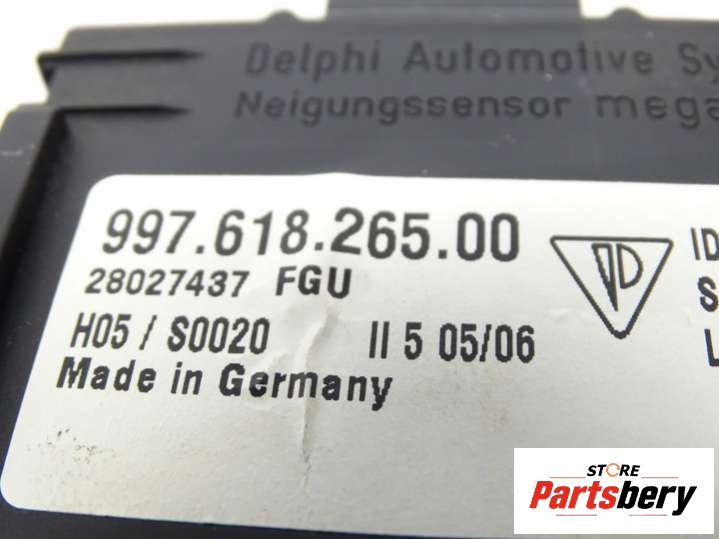 Delphi Automotive Sy
Neigungssensor mega
997.618.265.00
28027437 FGU
H05 / S0020 II 5 05/06
Made in Germany
ID
S
L
STORE
Partsbery